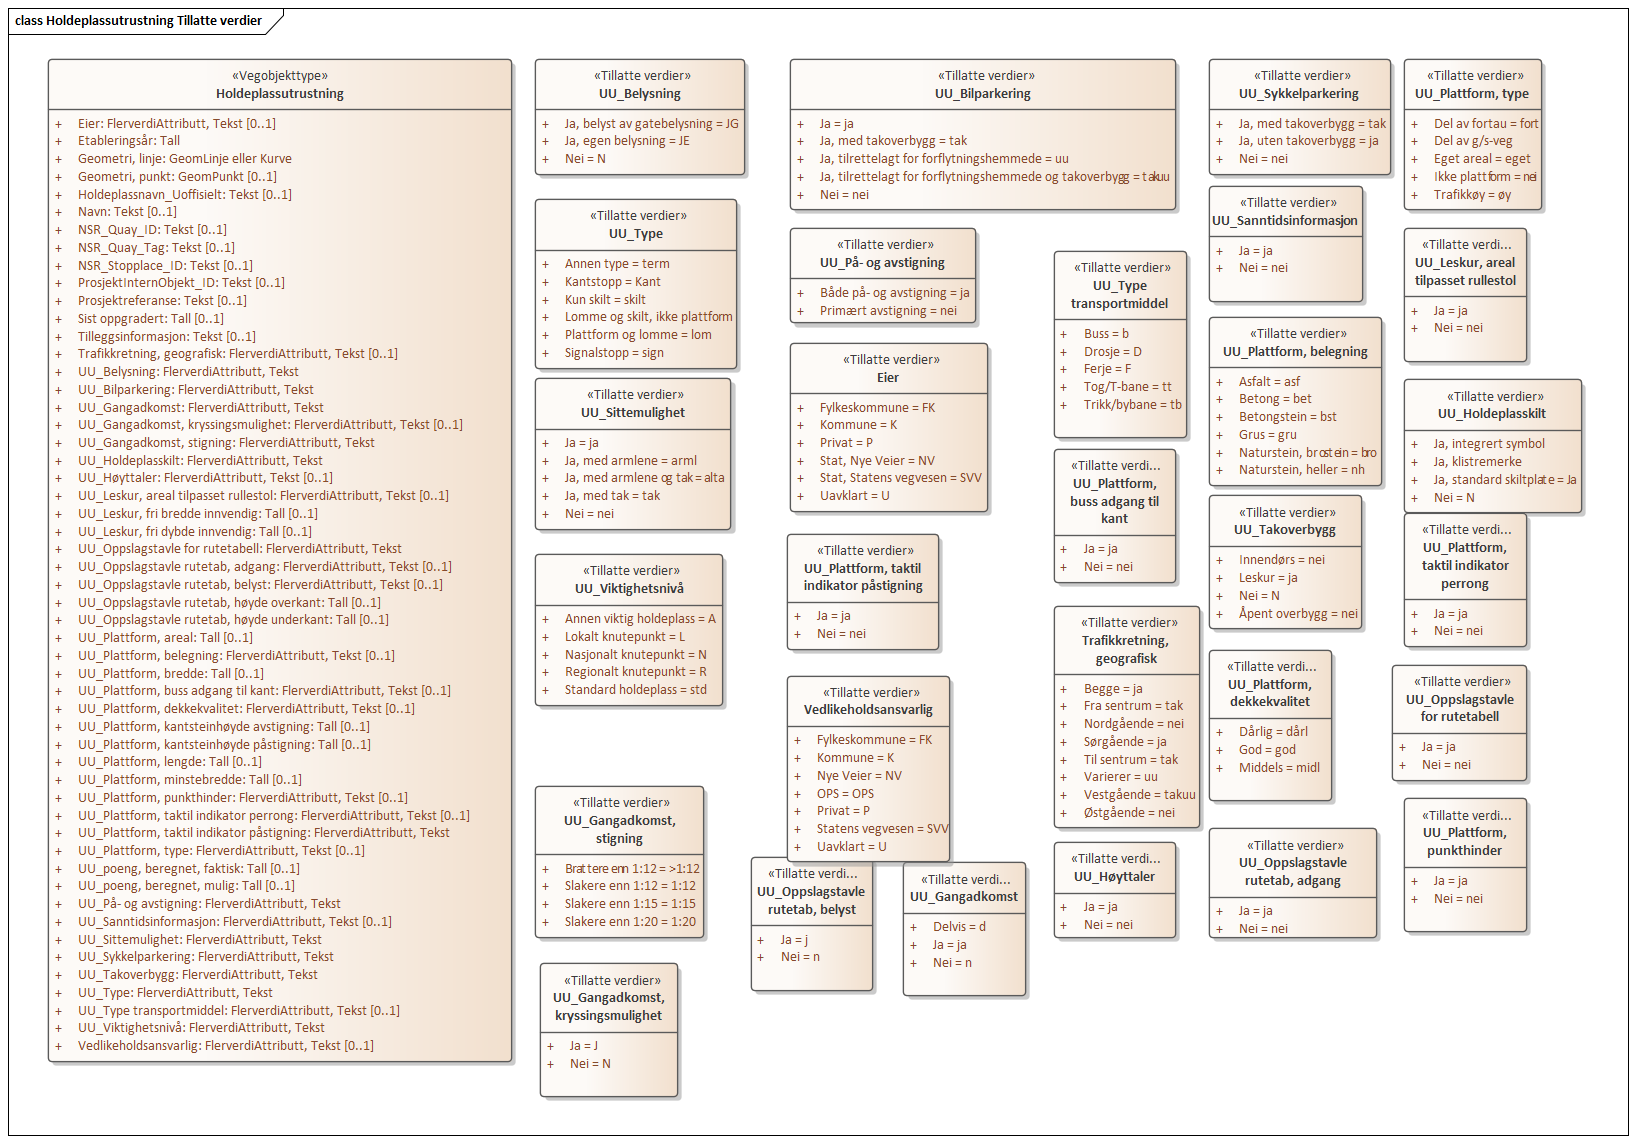 class Holdeplassutrustning Tillatte verdier
«Vegobjekttype»
Holdeplassutrustning
+ Eier: FlerverdiAttributt, Tekst [0..1]
+ Etableringsår: Tall
+ Geometri, linje: GeomLinje eller Kurve
+ Geometri, punkt: GeomPunkt [0..1]
+ Holdeplassnavn_Uoffisielt: Tekst [0..1]
+ Navn: Tekst [0..1]
+ NSR_Quay_ID: Tekst [0..1]
+ NSR_Quay_Tag: Tekst [0..1]
+ NSR_Stopplace_ID: Tekst [0..1]
+ ProsjektInternObjekt_ID: Tekst [0..1]
+ Prosjektreferanse: Tekst [0..1]
+ Sist oppgradert: Tall [0..1]
+ Tilleggsinformasjon: Tekst [0..1]
+ Trafikkretning, geografisk: FlerverdiAttributt, Tekst [0..1]
+ UU_Belysning: FlerverdiAttributt, Tekst
+ UU_Bilparkering: FlerverdiAttributt, Tekst
+ UU_Gangadkomst: FlerverdiAttributt, Tekst
+ UU_Gangadkomst, kryssingsmulighet: FlerverdiAttributt, Tekst [0..1]
+ UU_Gangadkomst, stigning: FlerverdiAttributt, Tekst
+ UU_Holdeplasskilt: FlerverdiAttributt, Tekst
+ UU_Høyttaler: FlerverdiAttributt, Tekst [0..1]
+ UU_Leskur, areal tilpasset rullestol: FlerverdiAttributt, Tekst [0..1]
+ UU_Leskur, fri bredde innvendig: Tall [0..1]
+ UU_Leskur, fri dybde innvendig: Tall [0..1]
+ UU_Oppslagstavle for rutetabell: FlerverdiAttributt, Tekst
+ UU_Oppslagstavle rutetab, adgang: FlerverdiAttributt, Tekst [0..1]
+ UU_Oppslagstavle rutetab, belyst: FlerverdiAttributt, Tekst [0..1]
+ UU_Oppslagstavle rutetab, høyde overkant: Tall [0..1]
+ UU_Oppslagstavle rutetab, høyde underkant: Tall [0..1]
+ UU_Plattform, areal: Tall [0..1]
+ UU_Plattform, belegning: FlerverdiAttributt, Tekst [0..1]
+ UU_Plattform, bredde: Tall [0..1]
+ UU_Plattform, buss adgang til kant: FlerverdiAttributt, Tekst [0..1]
+ UU_Plattform, dekkekvalitet: FlerverdiAttributt, Tekst [0..1]
+ UU_Plattform, kantsteinhøyde avstigning: Tall [0..1]
+ UU_Plattform, kantsteinhøyde påstigning: Tall [0..1]
+ UU_Plattform, lengde: Tall [0..1]
+ UU_Plattform, minstebredde: Tall [0..1]
+ UU_Plattform, punkthinder: FlerverdiAttributt, Tekst [0..1]
+ UU_Plattform, taktil indikator perrong: FlerverdiAttributt, Tekst [0..1]
+ UU_Plattform, taktil indikator påstigning: FlerverdiAttributt, Tekst
+ UU_Plattform, type: FlerverdiAttributt, Tekst [0..1]
+ UU_poeng, beregnet, faktisk: Tall [0..1]
+ UU_poeng, beregnet, mulig: Tall [0..1]
+ UU_På- og avstigning: FlerverdiAttributt, Tekst
+ UU_Sanntidsinformasjon: FlerverdiAttributt, Tekst [0..1]
+ UU_Sittemulighet: FlerverdiAttributt, Tekst
+ UU_Sykkelparkering: FlerverdiAttributt, Tekst
+ UU_Takoverbygg: FlerverdiAttributt, Tekst
+ UU_Type: FlerverdiAttributt, Tekst
+ UU_Type transportmiddel: FlerverdiAttributt, Tekst [0..1]
+ UU_Viktighetsnivå: FlerverdiAttributt, Tekst
+ Vedlikeholdsansvarlig: FlerverdiAttributt, Tekst [0..1]
«Tillatte verdier»
UU_Belysning
+ Ja, belyst av gatebelysning = JG
+ Ja, egen belysning = JE
+ Nei = N
«Tillatte verdier»
UU_Type
+ Annen type = term
+ Kantstopp = Kant
+ Kun skilt = skilt
+ Lomme og skilt, ikke plattform
+ Plattform og lomme = lom
+ Signalstopp = sign
«Tillatte verdier»
UU_Sittemulighet
+ Ja = ja
+ Ja, med armlene = arml
+ Ja, med armlene og tak = alta
+ Ja, med tak = tak
+ Nei = nei
«Tillatte verdier»
UU_Viktighetsnivå
+ Annen viktig holdeplass = A
+ Lokalt knutepunkt = L
+ Nasjonalt knutepunkt = N
+ Regionalt knutepunkt = R
+ Standard holdeplass = std
«Tillatte verdier»
UU_Gangadkomst,
stigning
+ Brattere enn 1:12 = >1:12
+ Slakere enn 1:12 = 1:12
+ Slakere enn 1:15 = 1:15
+ Slakere enn 1:20 = 1:20
«Tillatte verdier»
UU_Gangadkomst,
kryssingsmulighet
+ Ja = J
+ Nei = N
«Tillatte verdier»
UU_Bilparkering
+ Ja = ja
+ Ja, med takoverbygg = tak
+ Ja, tilrettelagt for forflytningshemmede = uu
+ Ja, tilrettelagt for forflytningshemmede og takoverbygg = takuu
+ Nei = nei
«Tillatte verdier»
UU_På- og avstigning
+ Både på- og avstigning = ja
+ Primært avstigning = nei
«Tillatte verdier»
Eier
+ Fylkeskommune = FK
+ Kommune = K
+ Privat = P
+ Stat, Nye Veier = NV
+ Stat, Statens vegvesen = SVV
+ Uavklart = U
«Tillatte verdier»
UU_Plattform, taktil
indikator påstigning
+ Ja = ja
+ Nei = nei
«Tillatte verdier»
Vedlikeholdsansvarlig
+ Fylkeskommune = FK
+ Kommune = K
+ Nye Veier = NV
+ OPS = OPS
+ Privat = P
+ Statens vegvesen = SVV
+ Uavklart = U
«Tillatte verdi...
UU_Oppslagstavle
rutetab, belyst
+ Ja = j
+ Nei = n
«Tillatte verdi...
UU_Gangadkomst
+ Delvis = d
+ Ja = ja
+ Nei = n
«Tillatte verdier»
UU_Type
transportmiddel
+ Buss = b
+ Drosje = D
+ Ferje = F
+ Tog/T-bane = tt
+ Trikk/bybane = tb
«Tillatte verdi...
UU_Plattform,
buss adgang til
kant
+ Ja = ja
+ Nei = nei
«Tillatte verdier»
Trafikkretning,
geografisk
+ Begge = ja
+ Fra sentrum = tak
+ Nordgående = nei
+ Sørgående = ja
+ Til sentrum = tak
+ Varierer = uu
+ Vestgående = takuu
+ Østgående = nei
«Tillatte verdi...
UU_Høyttaler
+ Ja = ja
+ Nei = nei
«Tillatte verdier»
UU_Sykkelparkering
+ Ja, med takoverbygg = tak
+ Ja, uten takoverbygg = ja
+ Nei = nei
«Tillatte verdier»
UU_Sanntidsinformasjon
+ Ja = ja
+ Nei = nei
«Tillatte verdier»
UU_Plattform, belegning
+ Asfalt = asf
+ Betong = bet
+ Betongstein = bst
+ Grus = gru
+ Naturstein, brostein = bro
+ Naturstein, heller = nh
«Tillatte verdier»
UU_Takoverbygg
+ Innendørs = nei
+ Leskur = ja
+ Nei = N
+ Åpent overbygg = nei
«Tillatte verdi...
UU_Plattform,
dekkekvalitet
+ Dårlig = dårl
+ God = god
+ Middels = midl
«Tillatte verdier»
UU_Oppslagstavle
rutetab, adgang
+ Ja = ja
+ Nei = nei
«Tillatte verdier»
UU_Plattform, type
+ Del av fortau = fort
+ Del av g/s-veg
+ Eget areal = eget
+ Ikke plattform = nei
+ Trafikkøy = øy
«Tillatte verdi...
UU_Leskur, areal
tilpasset rullestol
+ Ja = ja
+ Nei = nei
«Tillatte verdier»
UU_Holdeplasskilt
+ Ja, integrert symbol
+ Ja, klistremerke
+ Ja, standard skiltplate = Ja
+ Nei = N
«Tillatte verdi...
UU_Plattform,
taktil indikator
perrong
+ Ja = ja
+ Nei = nei
«Tillatte verdier»
UU_Oppslagstavle
for rutetabell
+ Ja = ja
+ Nei = nei
«Tillatte verdi...
UU_Plattform,
punkthinder
+ Ja = ja
+ Nei = nei